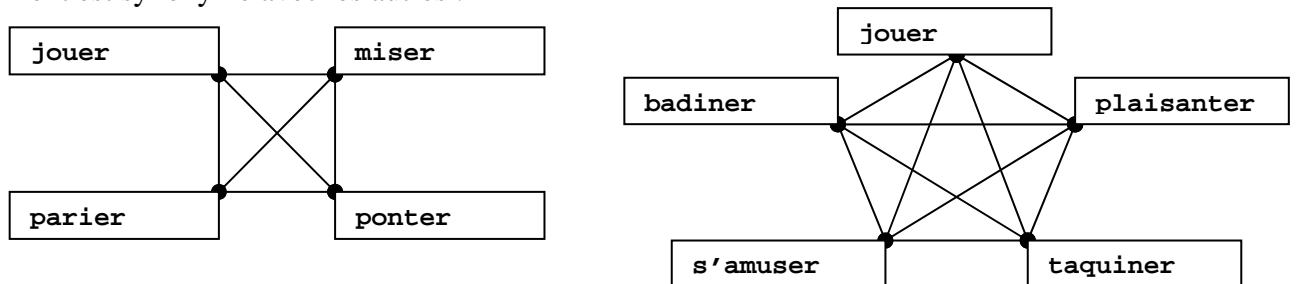 jouer
miser
parier
ponter
jouer
badiner
plaisanter
s’amuser
taquiner